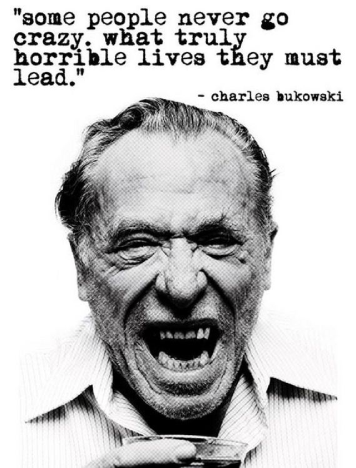 "some people never go
crazy. what truly
horrible lives they must
lead."
- charles bukowski